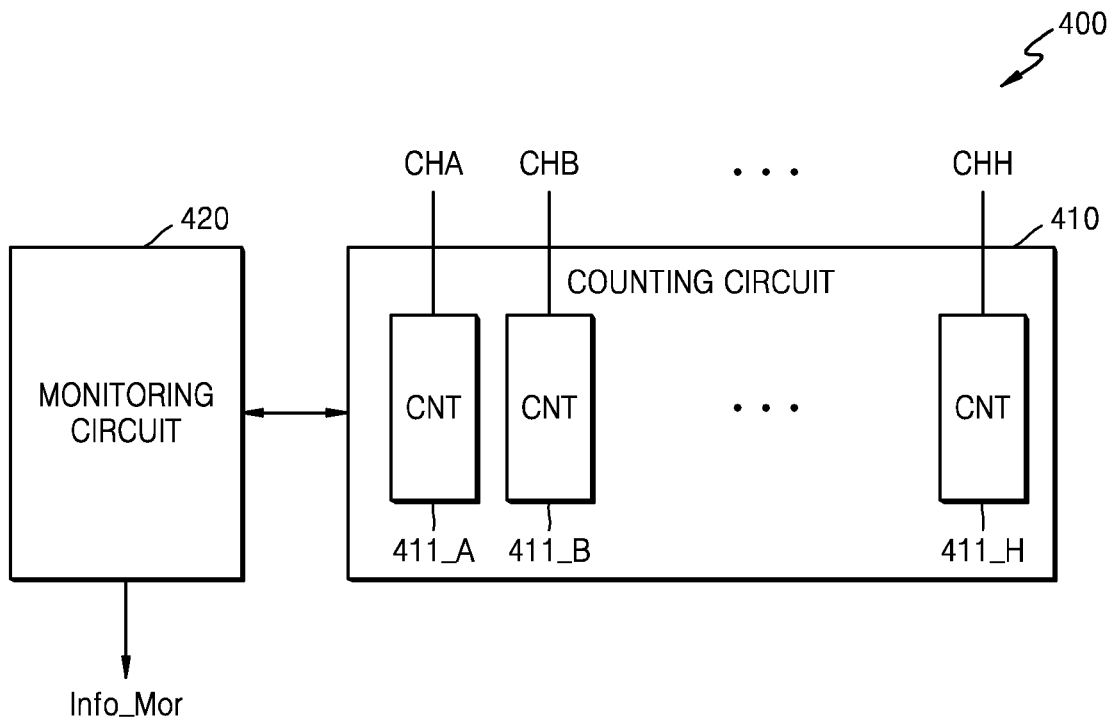 400
CHA CHB ... CHH
420
410
COUNTING CIRCUIT
MONITORING
CIRCUIT
CNT CNT ... CNT
411_A 411_B 411_H
Info_Mor